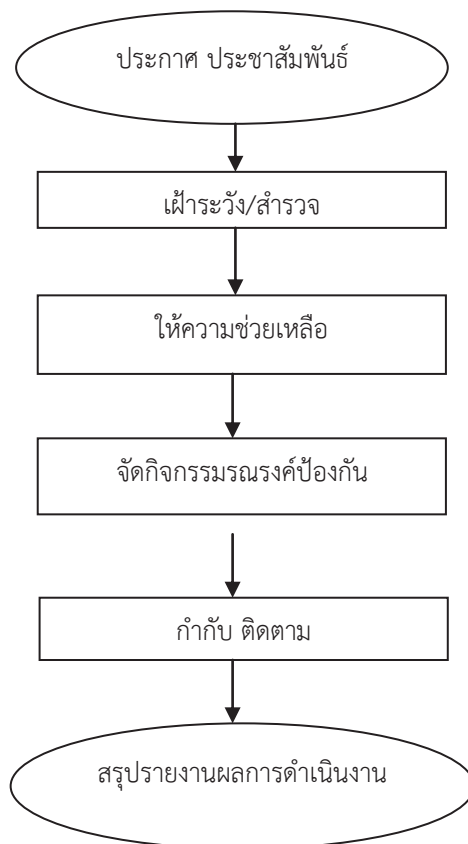 ประกาศ ประชาสัมพันธ์
เฝ้าระวัง/สำรวจ
ให้ความช่วยเหลือ
จัดกิจกรรมรณรงค์ป้องกัน
กำกับ ติดตาม
สรุปรายงานผลการดำเนินงาน